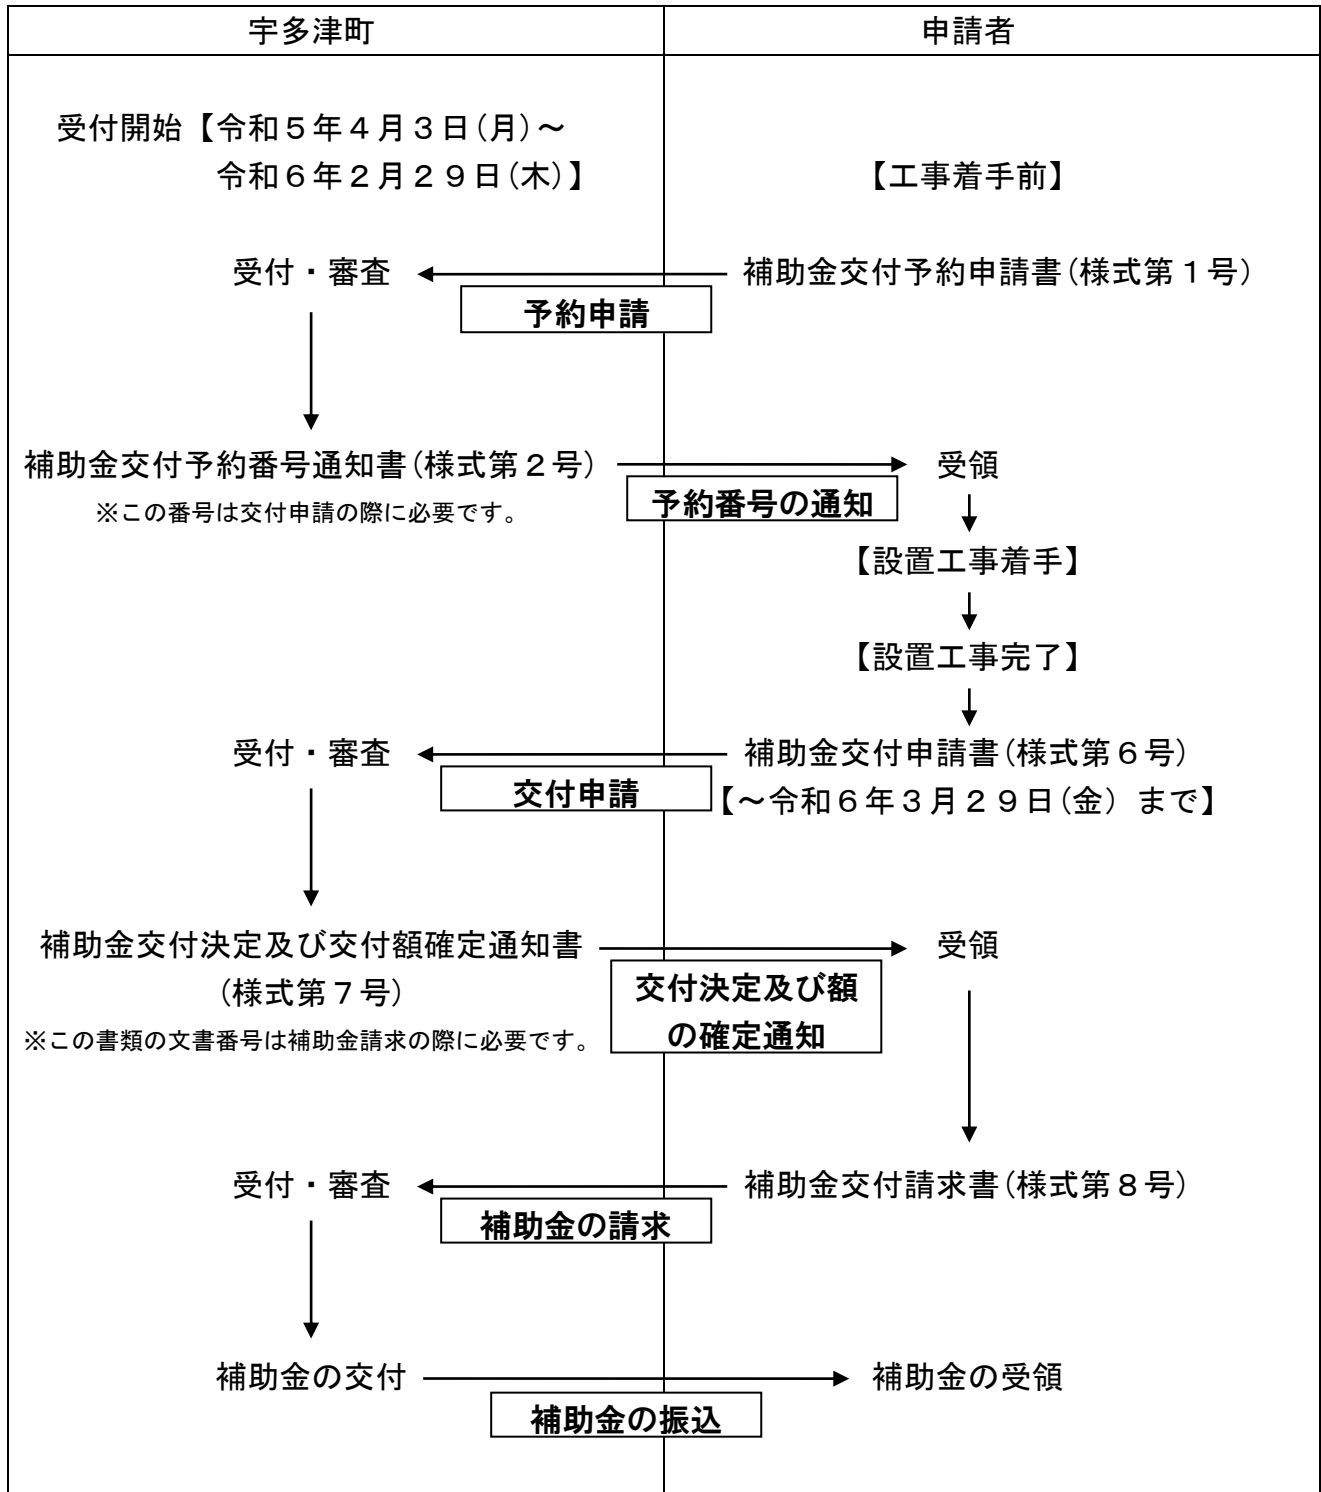 宇多津町
申請者
受付開始【令和５年４月３日(月)～
令和６年２月２９日(木)】
【工事着手前】
受付・審査
補助金交付予約申請書(様式第１号)
予約申請
補助金交付予約番号通知書(様式第２号)
受領
※この番号は交付申請の際に必要です。
予約番号の通知
【設置工事着手】
【設置工事完了】
受付・審査
補助金交付申請書(様式第６号)
交付申請
【～令和６年３月２９日(金) まで】
補助金交付決定及び交付額確定通知書
受領
(様式第７号)
※この書類の文書番号は補助金請求の際に必要です。
交付決定及び額
の確定通知
受付・審査
補助金交付請求書(様式第８号)
補助金の請求
補助金の交付
補助金の受領
補助金の振込